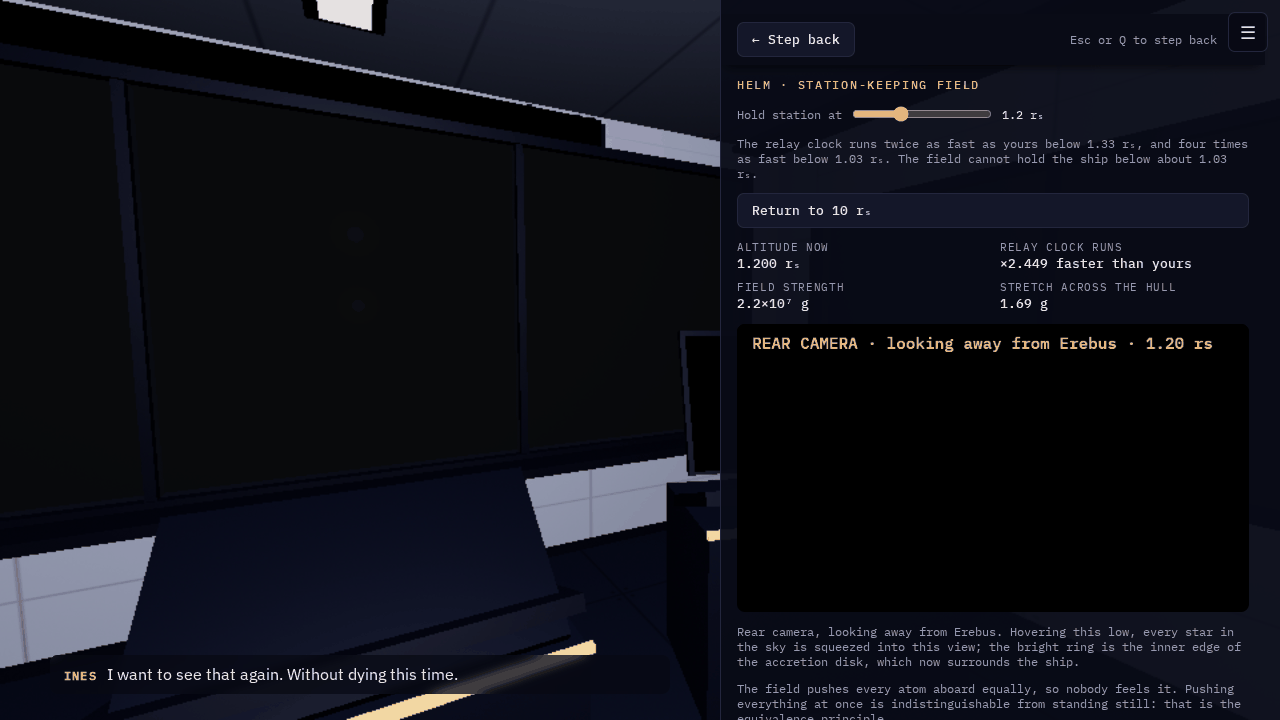 ← Step back
Esc or Q to step back
☰
HELM · STATION-KEEPING FIELD
Hold station at 1.2 rₛ
The relay clock runs twice as fast as yours below 1.33 rₛ, and four times
as fast below 1.03 rₛ. The field cannot hold the ship below about 1.03
rₛ.
Return to 10 rₛ
ALTITUDE NOW
1.200 rₛ
RELAY CLOCK RUNS
×2.449 faster than yours
FIELD STRENGTH
2.2×10⁷ g
STRETCH ACROSS THE HULL
1.69 g
REAR CAMERA · looking away from Erebus · 1.20 rs
Rear camera, looking away from Erebus. Hovering this low, every star in
the sky is squeezed into this view; the bright ring is the inner edge of
the accretion disk, which now surrounds the ship.
The field pushes every atom aboard equally, so nobody feels it. Pushing
everything at once is indistinguishable from standing still: that is the
equivalence principle.
INES I want to see that again. Without dying this time.